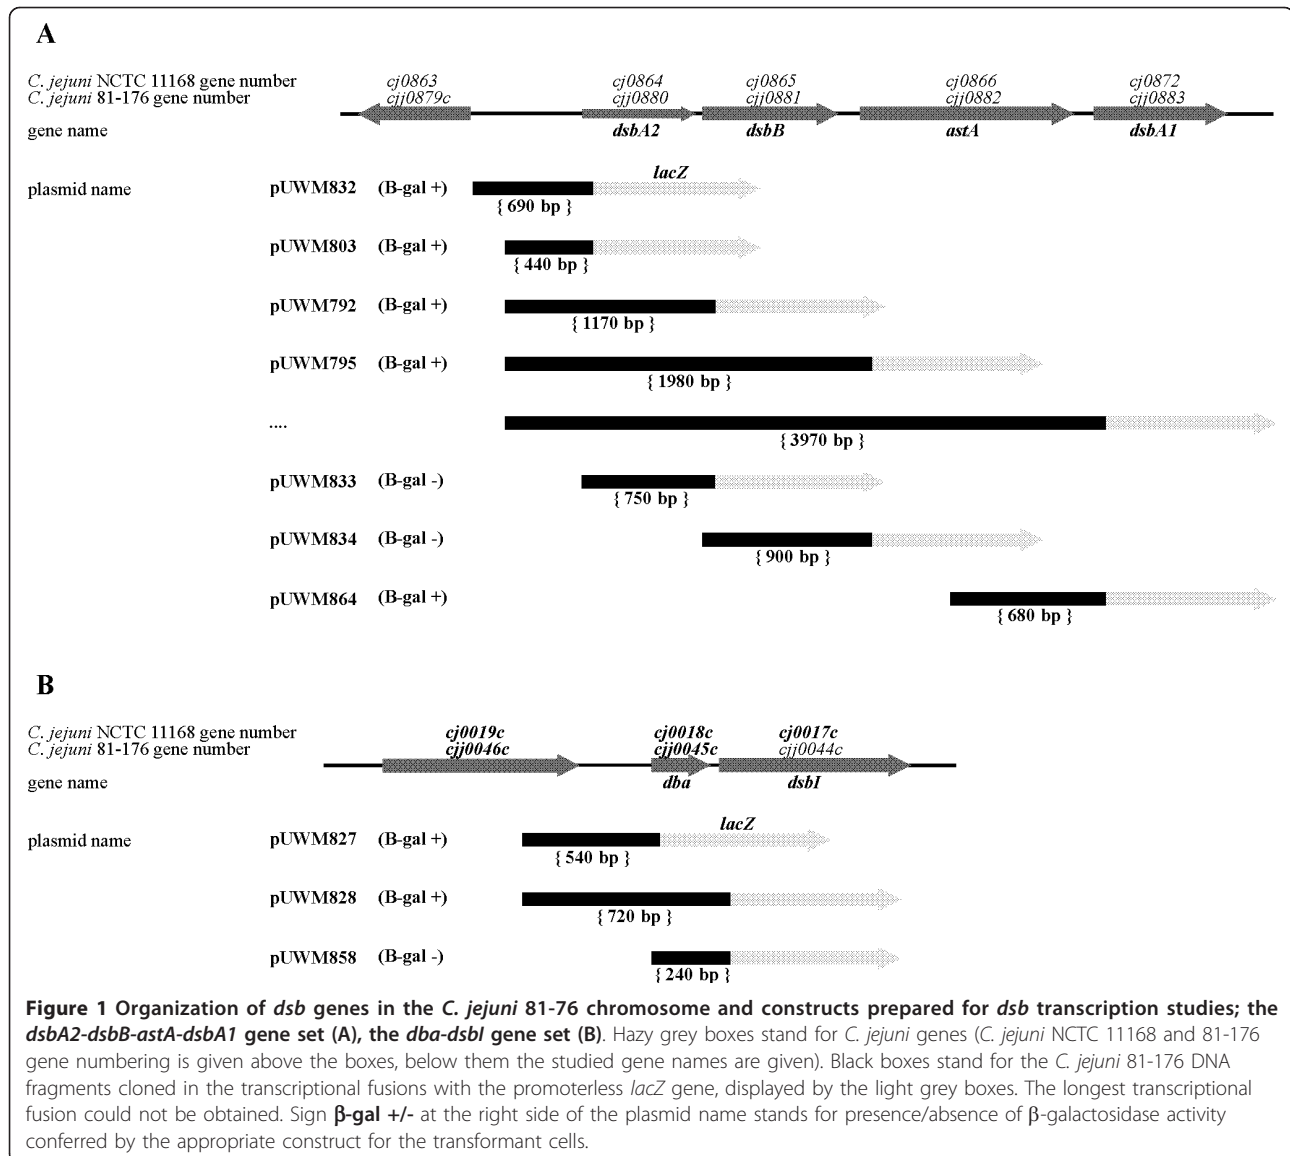 A
C. jejuni NCTC 11168 gene number cj0863 cj0864 cj0865 cj0866 cj0872
C. jejuni 81-176 gene number cjj0879c cjj0880 cjj0881 cjj0882 cjj0883
gene name dsbA2 dsbB astA dsbA1
lacZ
plasmid name pUWM832 (B-gal +)
{ 690 bp }
pUWM803 (B-gal +)
{ 440 bp }
pUWM792 (B-gal +)
{ 1170 bp }
pUWM795 (B-gal +)
{ 1980 bp }
....
{ 3970 bp }
pUWM833 (B-gal -)
{ 750 bp }
pUWM834 (B-gal -)
{ 900 bp }
pUWM864 (B-gal +)
{ 680 bp }
B
C. jejuni NCTC 11168 gene number cj0019c cj0018c cj0017c
C. jejuni 81-176 gene number cjj0046c cjj0045c cjj0044c
gene name dba dsbI
lacZ
plasmid name pUWM827 (B-gal +)
{ 540 bp }
pUWM828 (B-gal +)
{ 720 bp }
pUWM858 (B-gal -)
{ 240 bp }
Figure 1 Organization of dsb genes in the C. jejuni 81-76 chromosome and constructs prepared for dsb transcription studies; the
dsbA2-dsbB-astA-dsbA1 gene set (A), the dba-dsbI gene set (B). Hazy grey boxes stand for C. jejuni genes (C. jejuni NCTC 11168 and 81-176
gene numbering is given above the boxes, below them the studied gene names are given). Black boxes stand for the C. jejuni 81-176 DNA
fragments cloned in the transcriptional fusions with the promoterless lacZ gene, displayed by the light grey boxes. The longest transcriptional
fusion could not be obtained. Sign β-gal +/- at the right side of the plasmid name stands for presence/absence of β-galactosidase activity
conferred by the appropriate construct for the transformant cells.